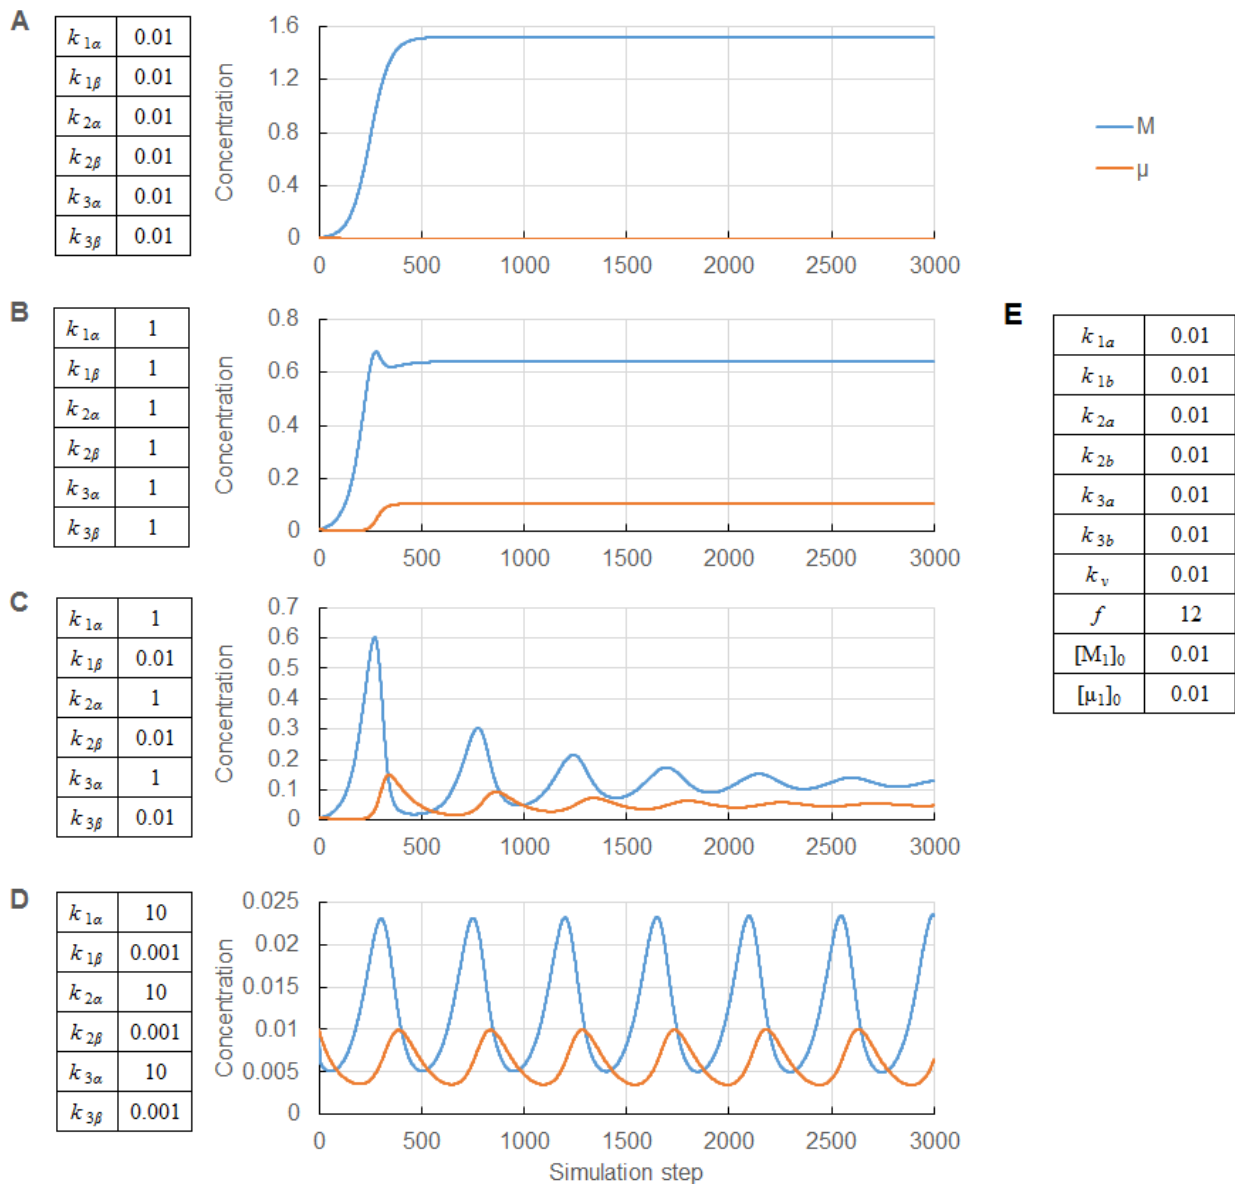 A
k1α 0.01
k1β 0.01
k2α 0.01
k2β 0.01
k3α 0.01
k3β 0.01
Concentration
1.6
1.2
0.8
0.4
0
0 500 1000 1500 2000 2500 3000
M
μ
B
k1α 1
k1β 1
k2α 1
k2β 1
k3α 1
k3β 1
Concentration
0.8
0.6
0.4
0.2
0
0 500 1000 1500 2000 2500 3000
C
k1α 1
k1β 0.01
k2α 1
k2β 0.01
k3α 1
k3β 0.01
Concentration
0.7
0.6
0.5
0.4
0.3
0.2
0.1
0
0 500 1000 1500 2000 2500 3000
D
k1α 10
k1β 0.001
k2α 10
k2β 0.001
k3α 10
k3β 0.001
Concentration
0.025
0.02
0.015
0.01
0.005
0
0 500 1000 1500 2000 2500 3000
Simulation step
E
k1a 0.01
k1b 0.01
k2a 0.01
k2b 0.01
k3a 0.01
k3b 0.01
kv 0.01
f 12
[M1]0 0.01
[μ1]0 0.01